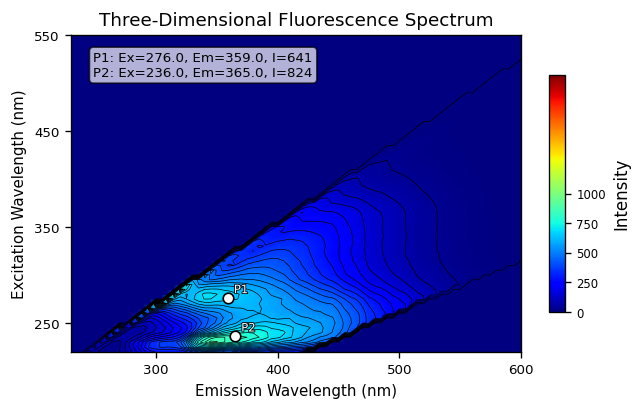 Three-Dimensional Fluorescence Spectrum
P1: Ex=276.0, Em=359.0, I=641
P2: Ex=236.0, Em=365.0, I=824
550
450
350
250
Excitation Wavelength (nm)
P1
P2
300
400
500
600
Emission Wavelength (nm)
1000
750
500
250
0
Intensity